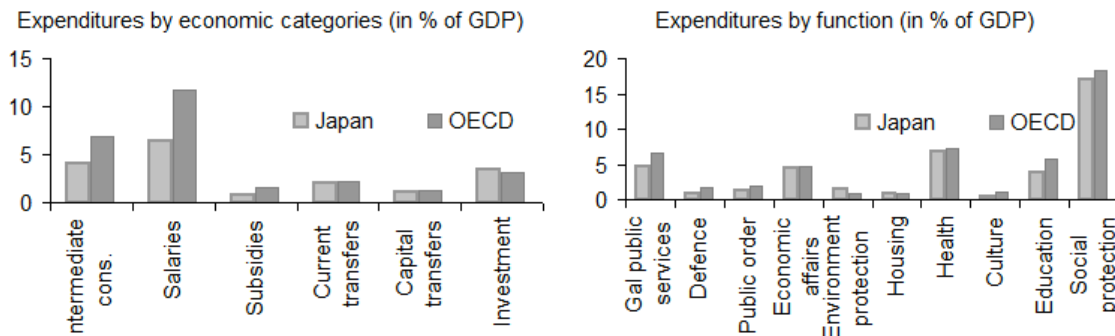 Expenditures by economic categories (in % of GDP)
15
10
5
0
Japan
OECD
Intermediate
cons.
Salaries
Subsidies
Current
transfers
Capital
transfers
Investment
Expenditures by function (in % of GDP)
20
15
10
5
0
Japan
OECD
Gal public
services
Defence
Public order
Economic
affairs
Environment
protection
Housing
Health
Culture
Education
Social
protection